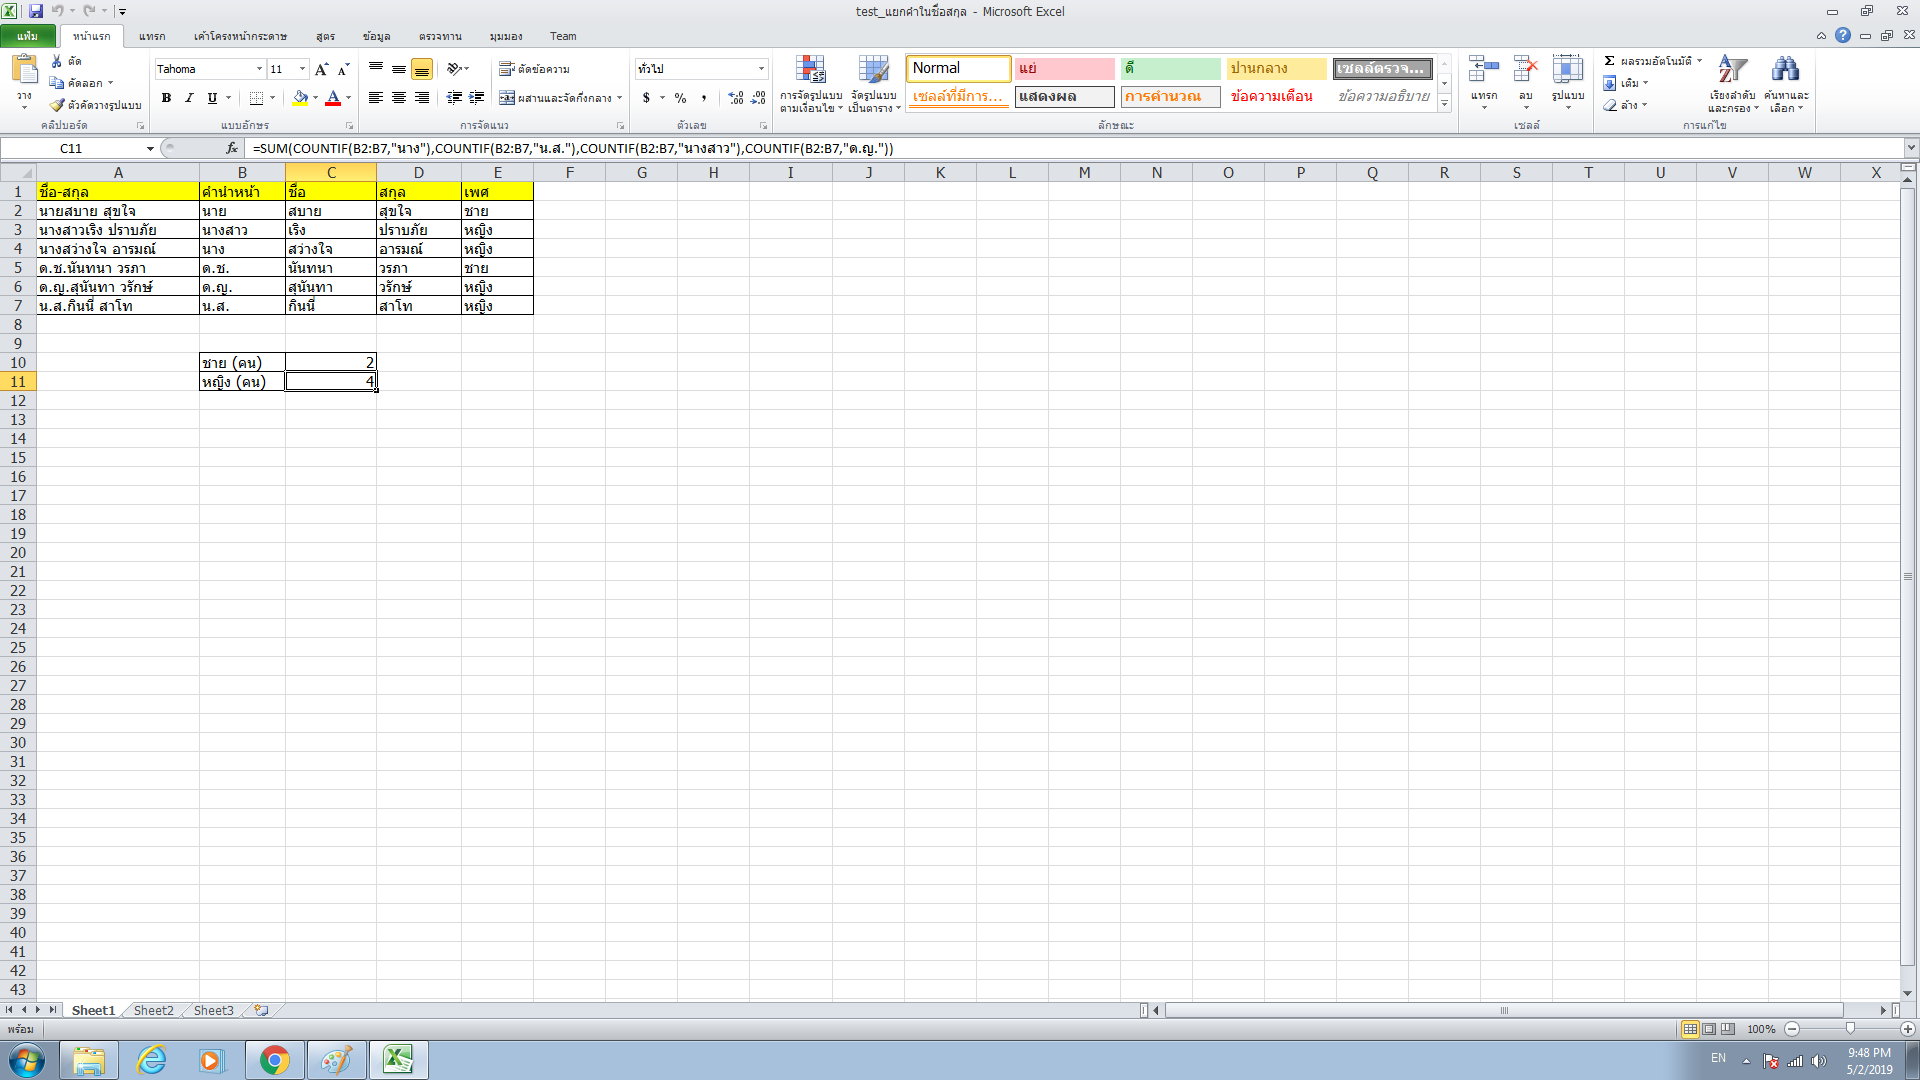 test_แยกคำในชื่อสกุล - Microsoft Excel
แฟ้ม หน้าแรก แทรก เค้าโครงหน้ากระดาษ สูตร ข้อมูล ตรวจทาน มุมมอง Team
วาง ตัด คัดลอก ตัวคัดวางรูปแบบ คลิปบอร์ด
Tahoma 11 B I U A แบบอักษร
ตัดข้อความ ผสานและจัดกึ่งกลาง การจัดแนว
ทั่วไป $ % , ตัวเลข
การจัดรูปแบบตามเงื่อนไข จัดรูปแบบเป็นตาราง
Normal แย่ ดี ปานกลาง เซลล์ตรวจ...
เซลล์ที่มีการ... แสดงผล การคำนวณ ข้อความเตือน ข้อความอธิบาย
ลักษณะ
แทรก ลบ รูปแบบ เซลล์
Σ ผลรวมอัตโนมัติ เติม ล้าง เรียงลำดับและกรอง ค้นหาและเลือก การแก้ไข
C11 fx =SUM(COUNTIF(B2:B7,"นาง"),COUNTIF(B2:B7,"น.ส."),COUNTIF(B2:B7,"นางสาว"),COUNTIF(B2:B7,"ด.ญ."))
A B C D E F G H I J K L M N O P Q R S T U V W X
1 ชื่อ-สกุล คำนำหน้า ชื่อ สกุล เพศ
2 นายสบาย สุขใจ นาย สบาย สุขใจ ชาย
3 นางสาวเริง ปราบภัย นางสาว เริง ปราบภัย หญิง
4 นางสว่างใจ อารมณ์ นาง สว่างใจ อารมณ์ หญิง
5 ด.ช.นันทนา วรภา ด.ช. นันทนา วรภา ชาย
6 ด.ญ.สุนันทา วรักษ์ ด.ญ. สุนันทา วรักษ์ หญิง
7 น.ส.กินนี่ สาโท น.ส. กินนี่ สาโท หญิง
8
9
10 ชาย (คน) 2
11 หญิง (คน) 4
12
13
14
15
16
17
18
19
20
21
22
23
24
25
26
27
28
29
30
31
32
33
34
35
36
37
38
39
40
41
42
43
Sheet1 Sheet2 Sheet3
พร้อม 100%
EN 9:48 PM
5/2/2019